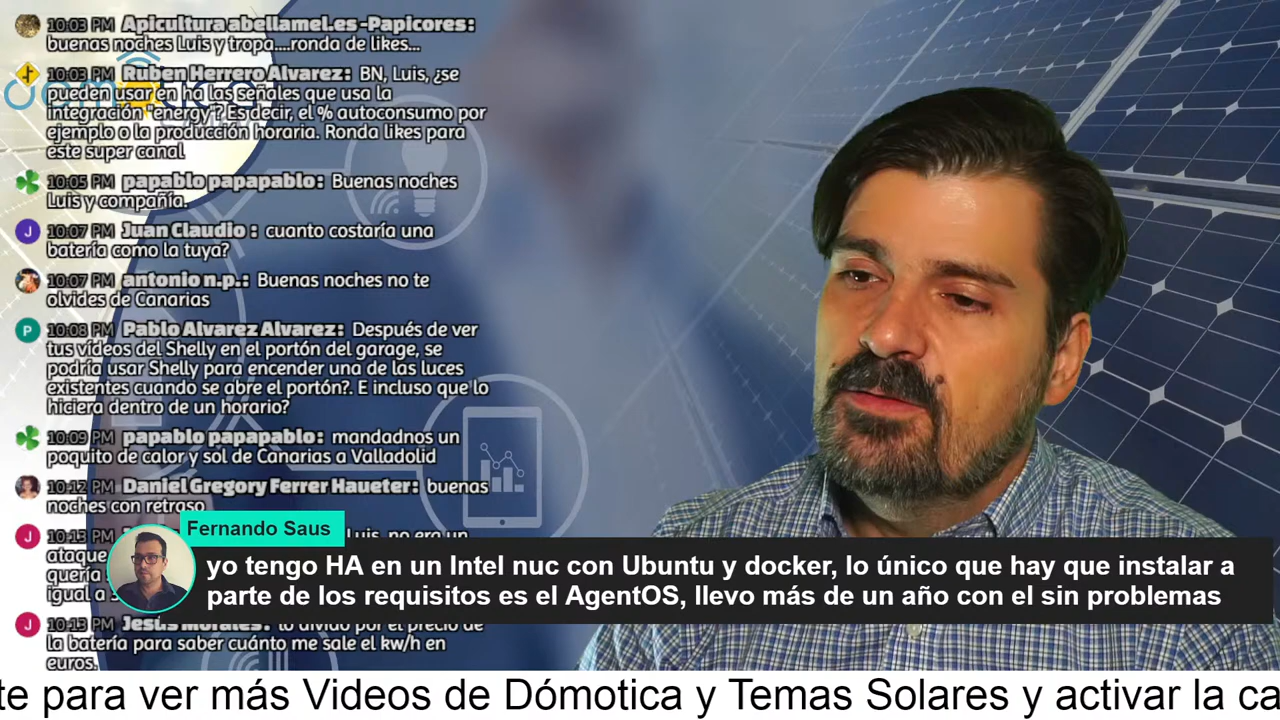 10:03 PM Apicultura abellamel.es -Papicores:
buenas noches Luis y tropa....ronda de likes...
10:03 PM Ruben Herrero Alvarez: BN, Luis, ¿se
pueden usar en ha las señales que usa la
integración "energy"? Es decir, el % autoconsumo por
ejemplo o la producción horaria. Ronda likes para
este super canal
10:05 PM papablo papapablo: Buenas noches
Luis y compañía.
10:07 PM Juan Claudio: cuanto costaría una
batería como la tuya?
10:07 PM antonio n.p.: Buenas noches no te
olvides de Canarias
10:08 PM Pablo Alvarez Alvarez: Después de ver
tus vídeos del Shelly en el portón del garage, se
podría usar Shelly para encender una de las luces
existentes cuando se abre el portón?. E incluso que lo
hiciera dentro de un horario?
10:09 PM papablo papapablo: mandadnos un
poquito de calor y sol de Canarias a Valladolid
10:12 PM Daniel Gregory Ferrer Haueter: buenas
noches con retraso
10:13 PM Luis, no era un
ataque
quería
igual a
Fernando Saus
yo tengo HA en un Intel nuc con Ubuntu y docker, lo único que hay que instalar a
parte de los requisitos es el AgentOS, llevo más de un año con el sin problemas
10:13 PM Jesús Morales: lo divido por el precio de
la batería para saber cuánto me sale el kw/h en
euros.
te para ver más Videos de Dómotica y Temas Solares y activar la ca